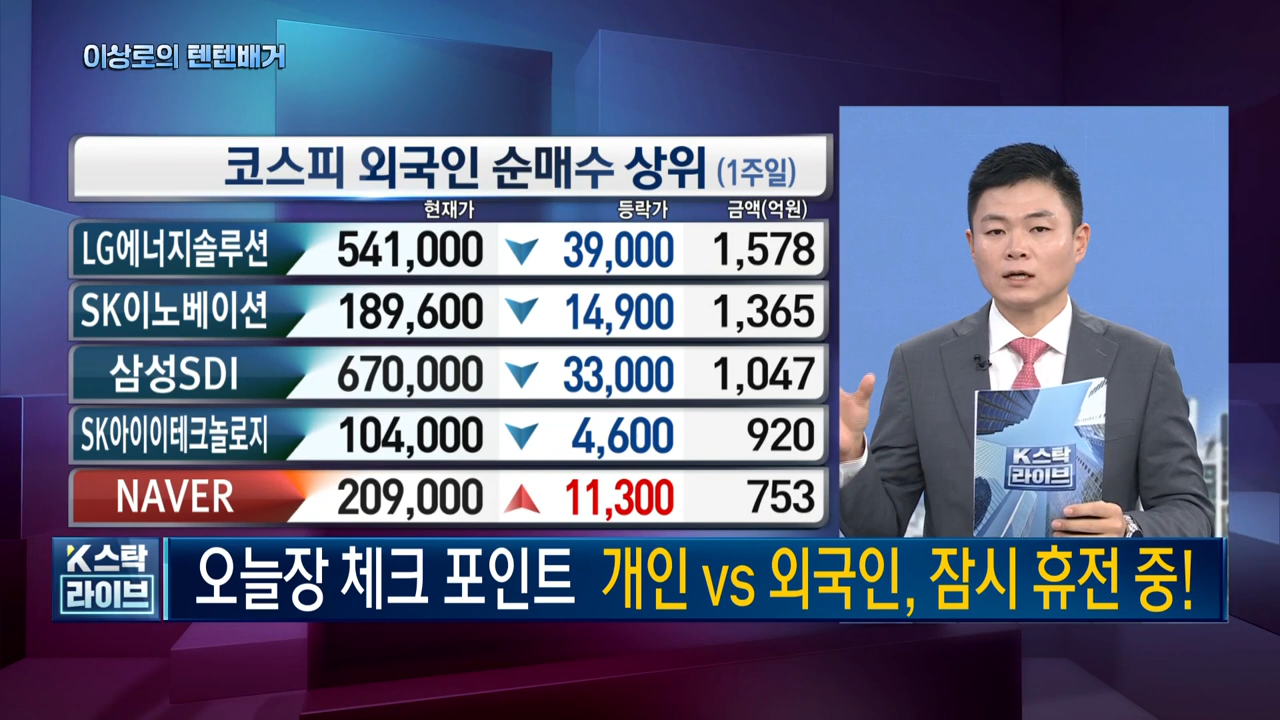 이상로의 텐텐배거
코스피 외국인 순매수 상위 (1주일)
현재가 등락가 금액(억원)
LG에너지솔루션 541,000 39,000 1,578
SK이노베이션 189,600 14,900 1,365
삼성SDI 670,000 33,000 1,047
SK아이이테크놀로지 104,000 4,600 920
NAVER 209,000 11,300 753
K스탁
라이브
K스탁
라이브
오늘장 체크 포인트 개인 vs 외국인, 잠시 휴전 중!